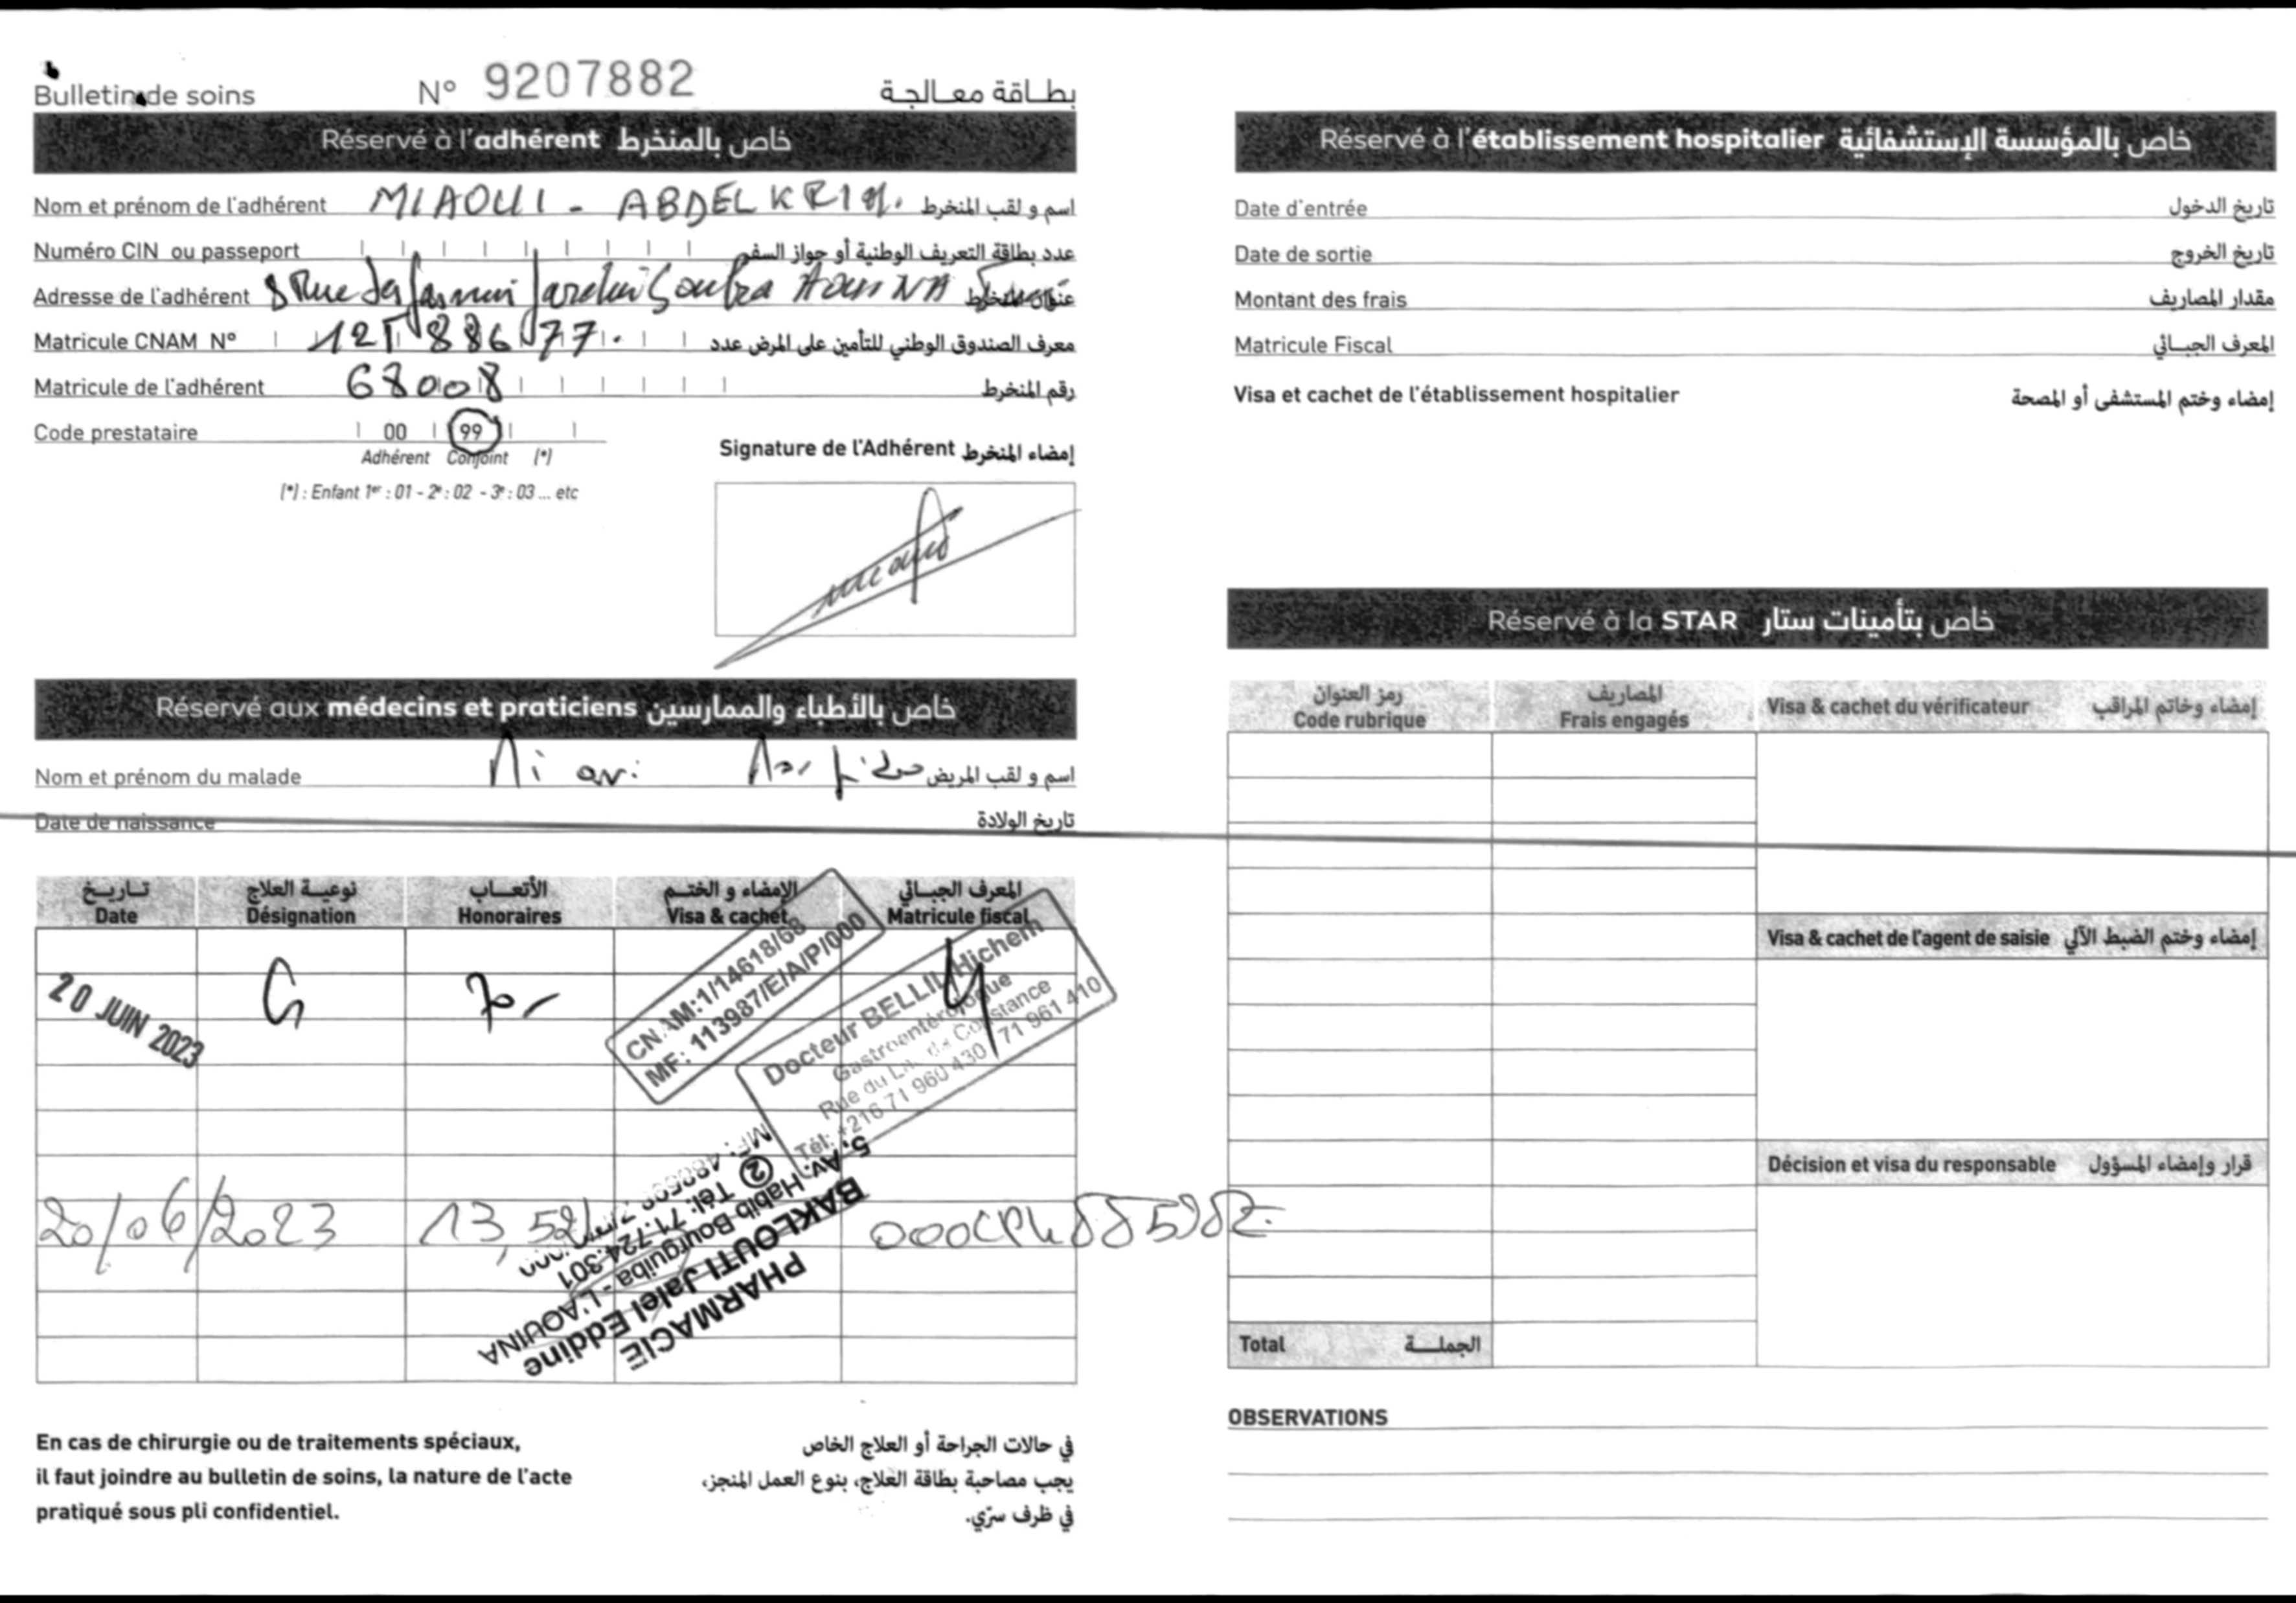 Bulletin de soins N° 9207882 بطاقة معالجة
Réservé à l'adhérent خاص بالمنخرط
Nom et prénom de l'adhérent MIAOUI - ABDELKRIM. اسم و لقب المنخرط
Numéro CIN ou passeport عدد بطاقة التعريف الوطنية أو جواز السفر
Adresse de l'adhérent 8 Rue AOUINA عنوان المنخرط
Matricule CNAM N° 886 77. معرف الصندوق الوطني للتأمين على المرض عدد
Matricule de l'adhérent 68008 رقم المنخرط
Code prestataire 00 99
Adhérent Conjoint (*)
(*) : Enfant 1er : 01 - 2e : 02 - 3e : 03 ... etc
Signature de l'Adhérent إمضاء المنخرط
Réservé aux médecins et praticiens خاص بالأطباء والممارسين
Nom et prénom du malade اسم و لقب المريض
Date de naissance تاريخ الولادة
تاريخ نوعية العلاج الأتعاب الإمضاء و الختم المعرف الجبائي
Date Désignation Honoraires Visa & cachet Matricule fiscal
20 JUIN 2023
CNAM:1/14618/68
MF: 113987/E/A/P/000
Docteur BELLIL Hichem
Gastroentérologue
Rue du Lac de Constance
Tél: +216 71 960 430 / 71 961 410
20/06/2023 13,52
PHARMACIE
BAKLOUTI Jalel Eddine
5, Av. Habib Bourguiba - L'AOUINA
Tél: 71.724.301
En cas de chirurgie ou de traitements spéciaux,
il faut joindre au bulletin de soins, la nature de l'acte
pratiqué sous pli confidentiel.
في حالات الجراحة أو العلاج الخاص
يجب مصاحبة بطاقة العلاج، بنوع العمل المنجز،
في ظرف سرّي.
Réservé à l'établissement hospitalier خاص بالمؤسسة الإستشفائية
Date d'entrée تاريخ الدخول
Date de sortie تاريخ الخروج
Montant des frais مقدار المصاريف
Matricule Fiscal المعرف الجبائي
Visa et cachet de l'établissement hospitalier إمضاء وختم المستشفى أو المصحة
Réservé à la STAR خاص بتأمينات ستار
رمز العنوان المصاريف
Code rubrique Frais engagés Visa & cachet du vérificateur إمضاء وخاتم المراقب
Visa & cachet de l'agent de saisie إمضاء وختم الضبط الآلي
Décision et visa du responsable قرار وإمضاء المسؤول
Total الجملة
OBSERVATIONS